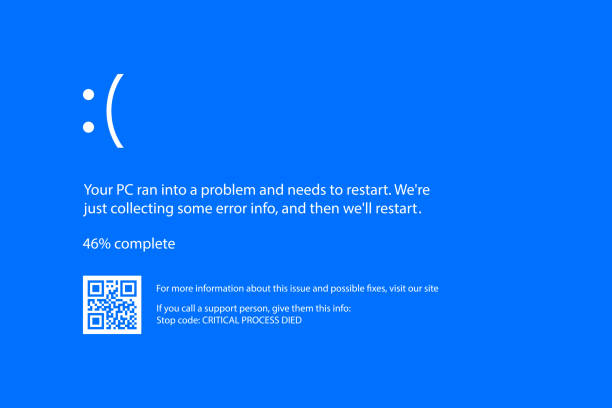 :(
Your PC ran into a problem and needs to restart. We're
just collecting some error info, and then we'll restart.
46% complete
For more information about this issue and possible fixes, visit our site
If you call a support person, give them this info:
Stop code: CRITICAL PROCESS DIED